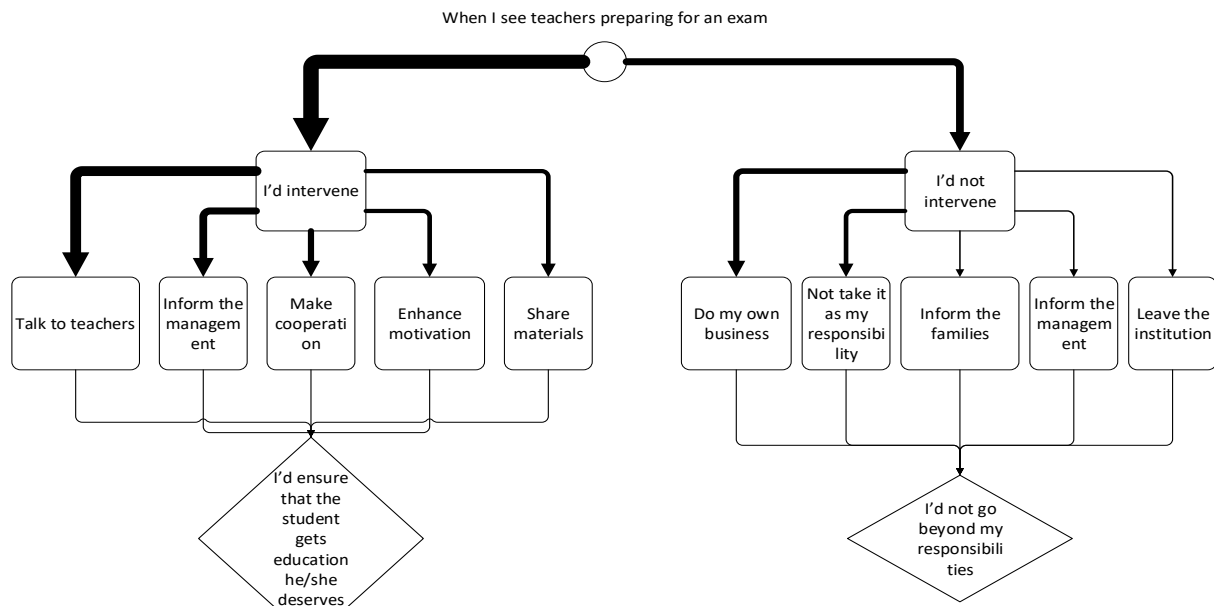 When I see teachers preparing for an exam
I’d intervene
I’d not
intervene
Talk to teachers
Inform the
managem
ent
Make
cooperati
on
Enhance
motivation
Share
materials
Do my own
business
Not take it
as my
responsibi
lity
Inform the
families
Inform the
managem
ent
Leave the
institution
I’d ensure
that the
student
gets
education
he/she
deserves
I’d not go
beyond my
responsibili
ties